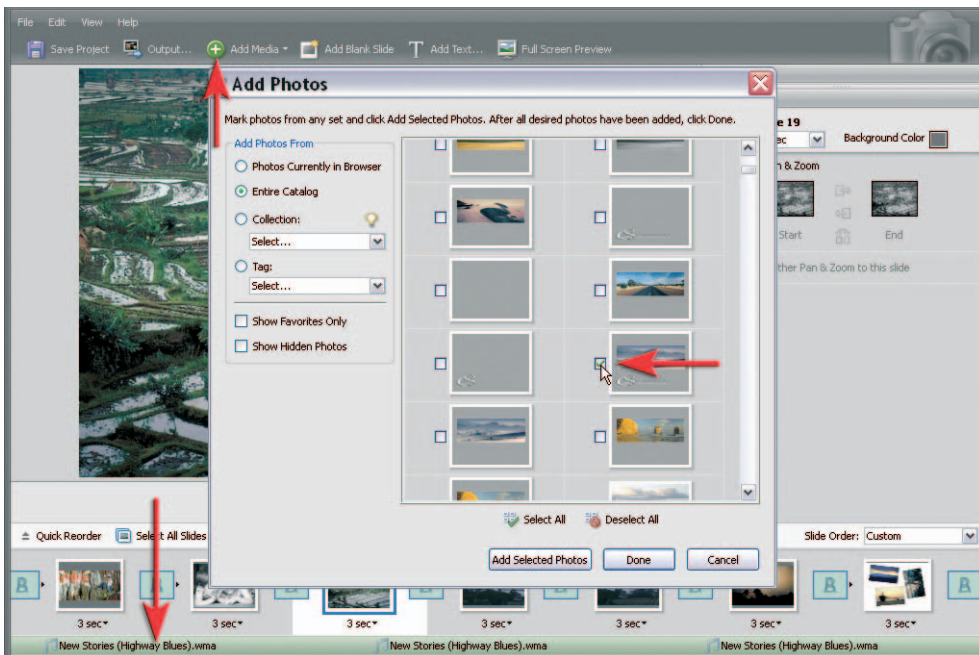 File Edit View Help
Save Project Output... Add Media Add Blank Slide Add Text... Full Screen Preview
Add Photos
Mark photos from any set and click Add Selected Photos. After all desired photos have been added, click Done.
Add Photos From
Photos Currently in Browser
Entire Catalog
Collection:
Select...
Tag:
Select...
Show Favorites Only
Show Hidden Photos
Select All Deselect All
Add Selected Photos Done Cancel
19
Background Color
& Zoom
Start End
Pan & Zoom to this slide
Quick Reorder Select All Slides
Slide Order: Custom
3 sec 3 sec 3 sec 3 sec 3 sec 3 sec 3 sec
New Stories (Highway Blues).wma New Stories (Highway Blues).wma New Stories (Highway Blues).wma